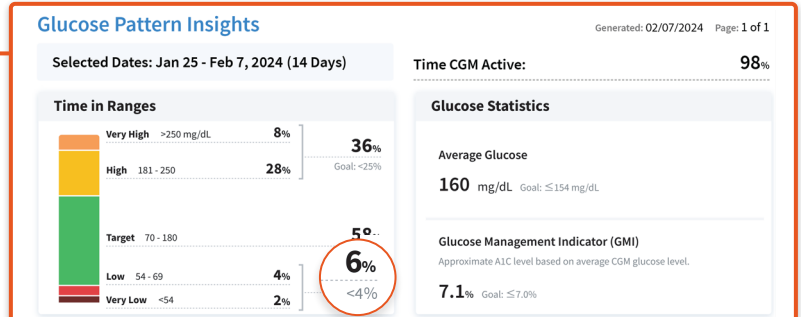 Glucose Pattern Insights
Generated: 02/07/2024 Page: 1 of 1
Selected Dates: Jan 25 - Feb 7, 2024 (14 Days)
Time CGM Active: 98%
Time in Ranges
Very High >250 mg/dL 8%
36%
Goal: <25%
High 181 - 250 28%
Target 70 - 180
6%
<4%
Low 54 - 69 4%
Very Low <54 2%
Glucose Statistics
Average Glucose
160 mg/dL Goal: ≤154 mg/dL
Glucose Management Indicator (GMI)
Approximate A1C level based on average CGM glucose level.
7.1% Goal: ≤7.0%